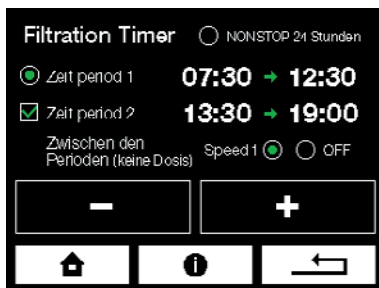 Filtration Timer NONSTOP 24 Stunden
Zeit period 1 07:30 → 12:30
Zeit period 2 13:30 → 19:00
Zwischen den Speed 1 OFF
Perioden (keine Dosis)
− +